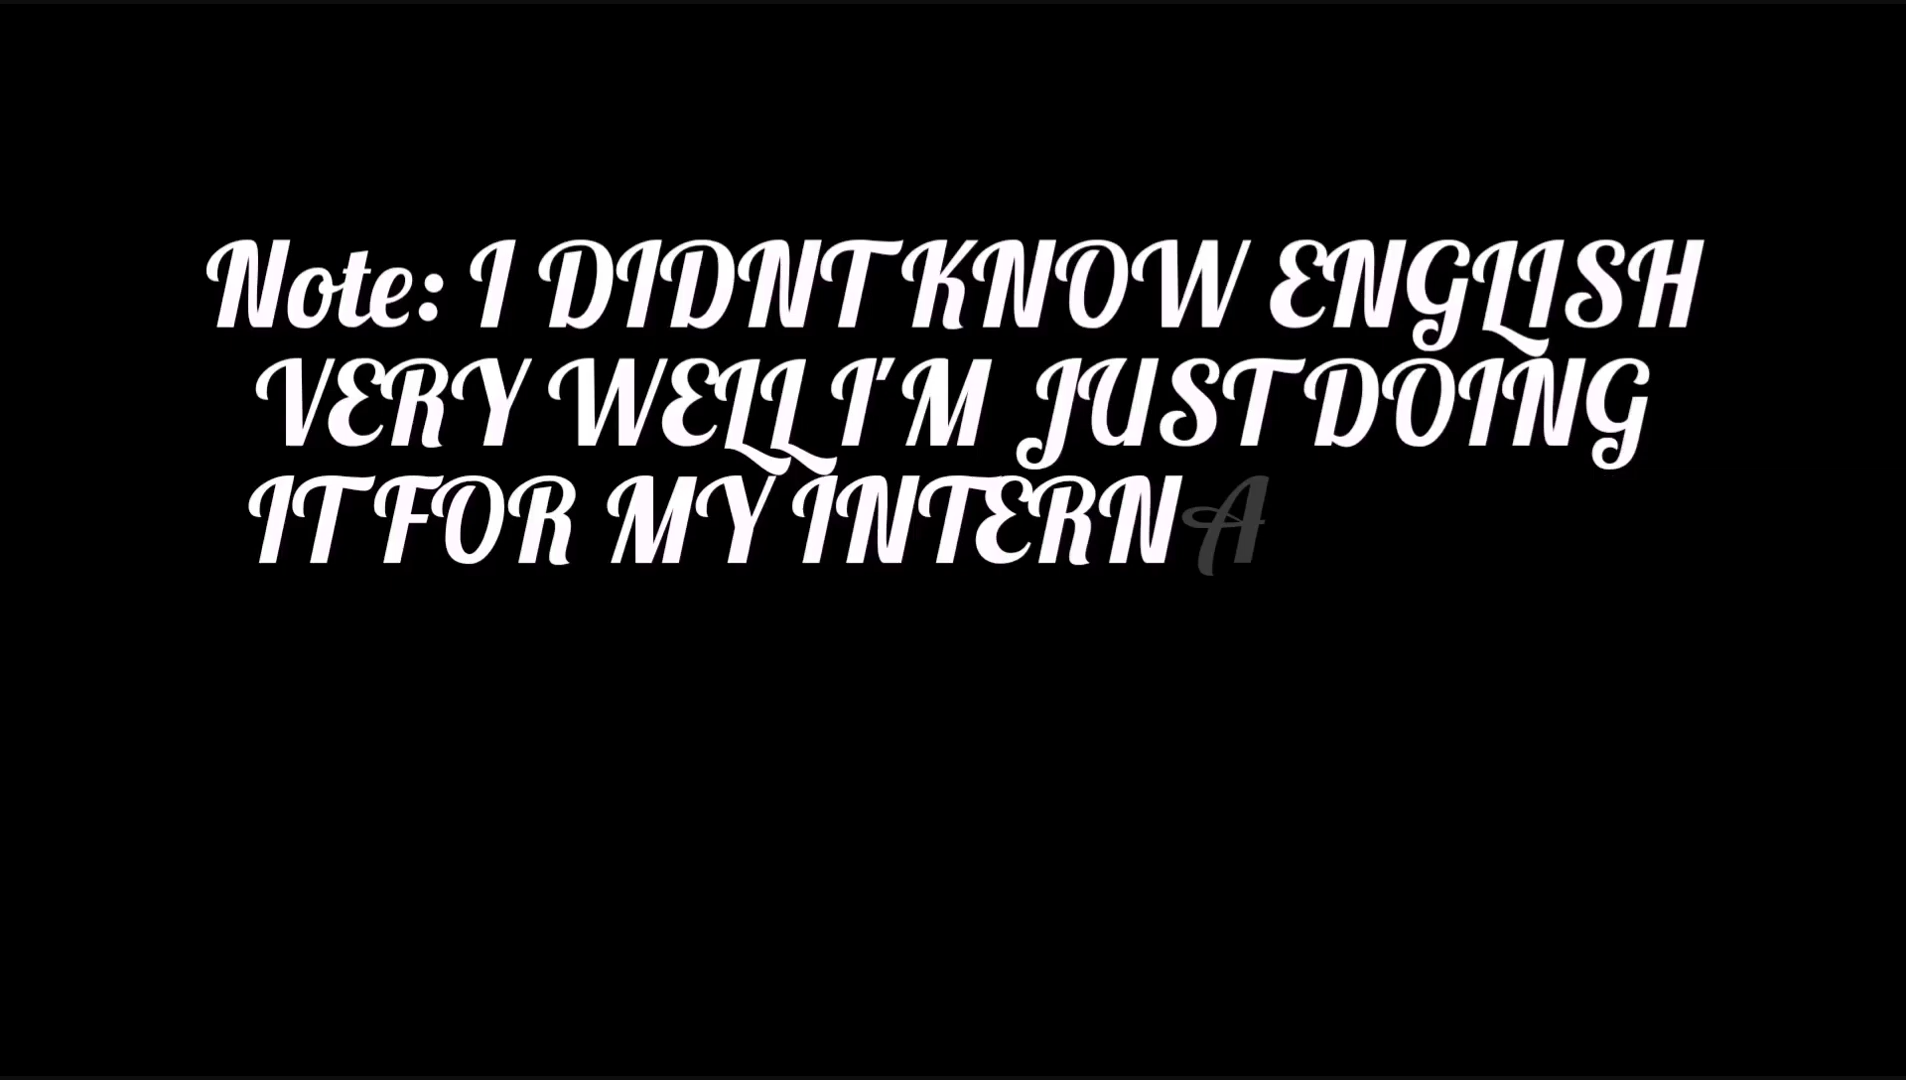 Note: I DIDNT KNOW ENGLISH
VERY WELL I'M JUST DOING
IT FOR MY INTERNA